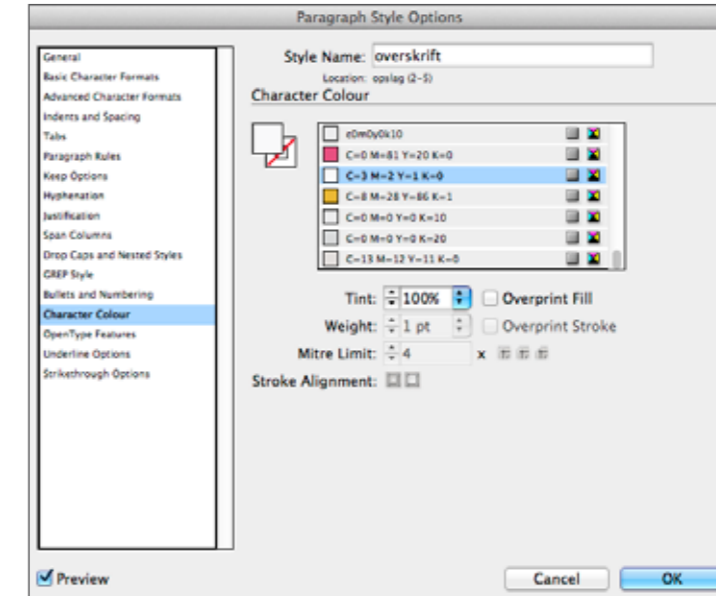 Paragraph Style Options
General
Basic Character Formats
Advanced Character Formats
Indents and Spacing
Tabs
Paragraph Rules
Keep Options
Hyphenation
Justification
Span Columns
Drop Caps and Nested Styles
GREP Style
Bullets and Numbering
Character Colour
OpenType Features
Underline Options
Strikethrough Options
Style Name: overskrift
Location: opslag (2-5)
Character Colour
c0m0y0k10
C=0 M=81 Y=20 K=0
C=3 M=2 Y=1 K=0
C=8 M=28 Y=86 K=1
C=0 M=0 Y=0 K=10
C=0 M=0 Y=0 K=20
C=13 M=12 Y=11 K=0
Tint: 100% Overprint Fill
Weight: 1 pt Overprint Stroke
Mitre Limit: 4 x
Stroke Alignment:
Preview Cancel OK